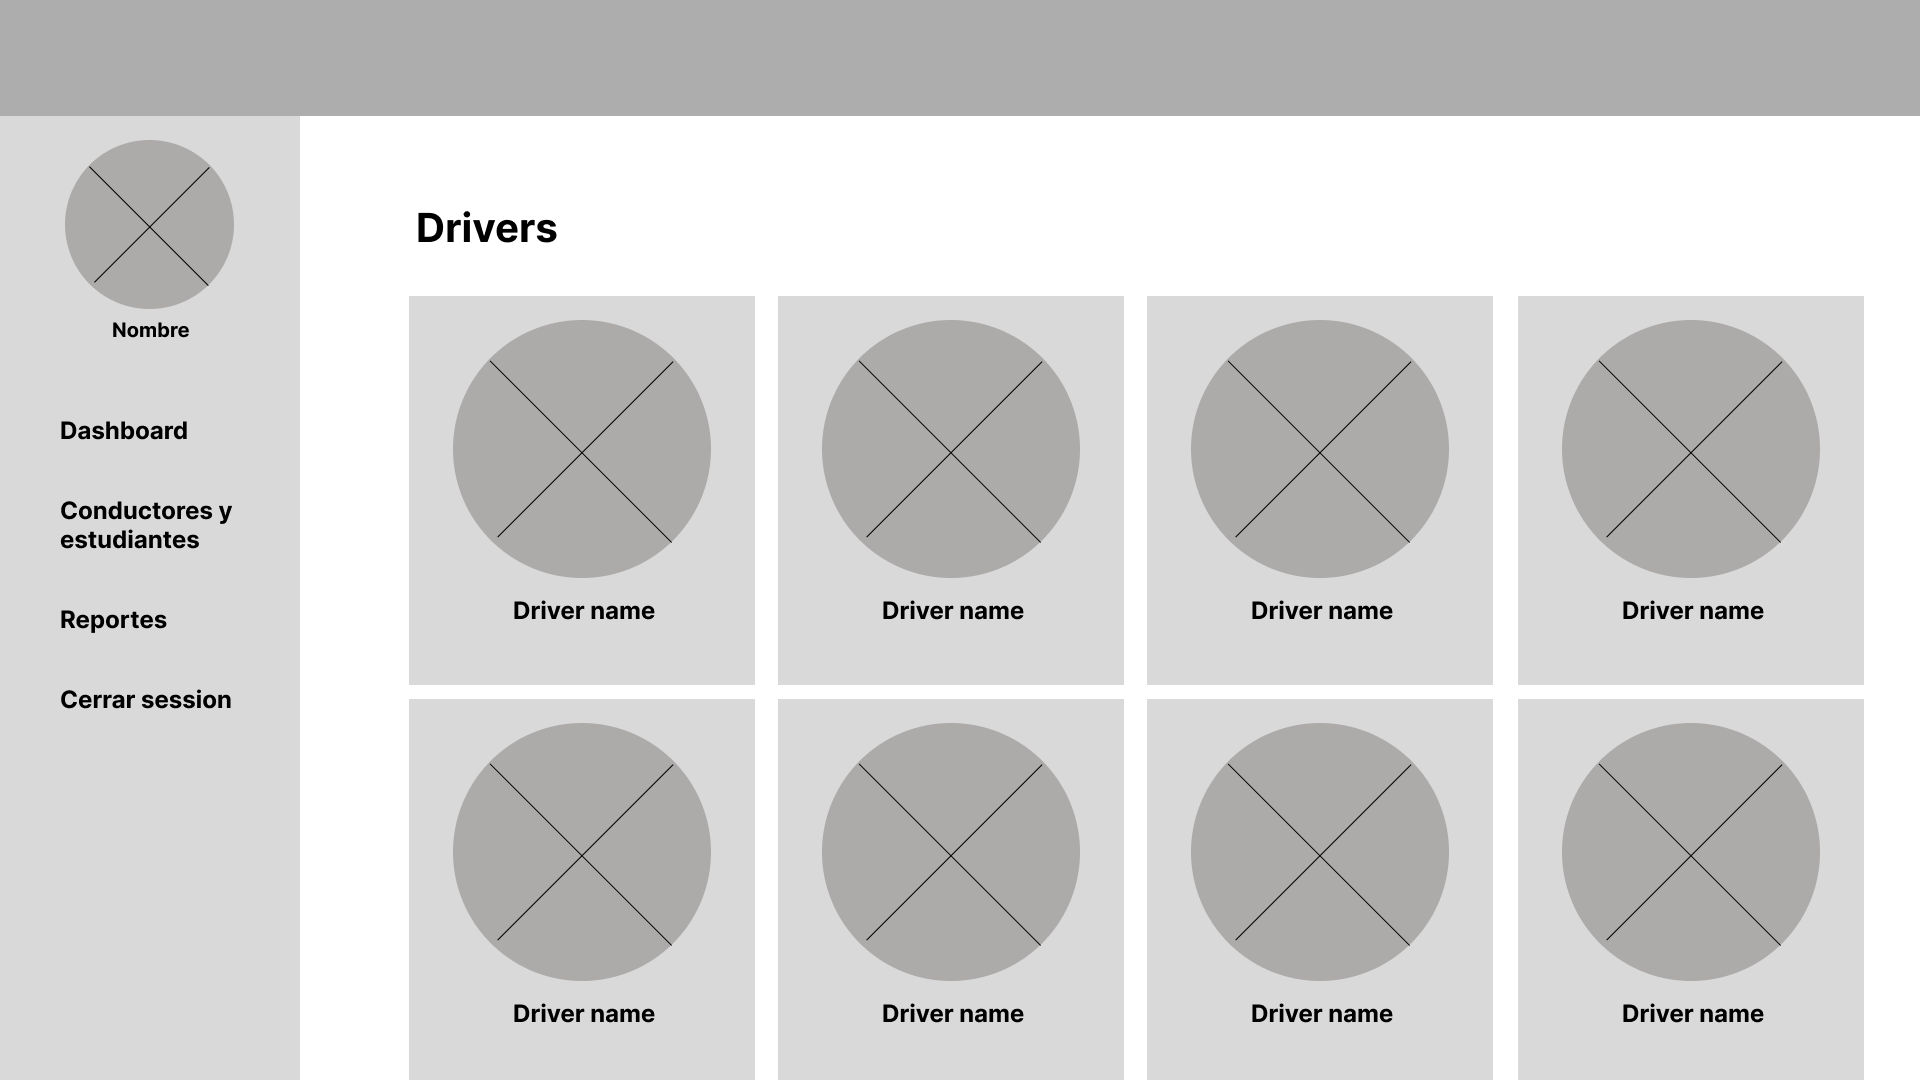 Nombre
Dashboard
Conductores y
estudiantes
Reportes
Cerrar session
Drivers
Driver name
Driver name
Driver name
Driver name
Driver name
Driver name
Driver name
Driver name